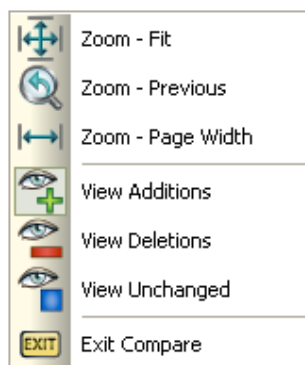 Zoom - Fit
Zoom - Previous
Zoom - Page Width
View Additions
View Deletions
View Unchanged
EXIT Exit Compare